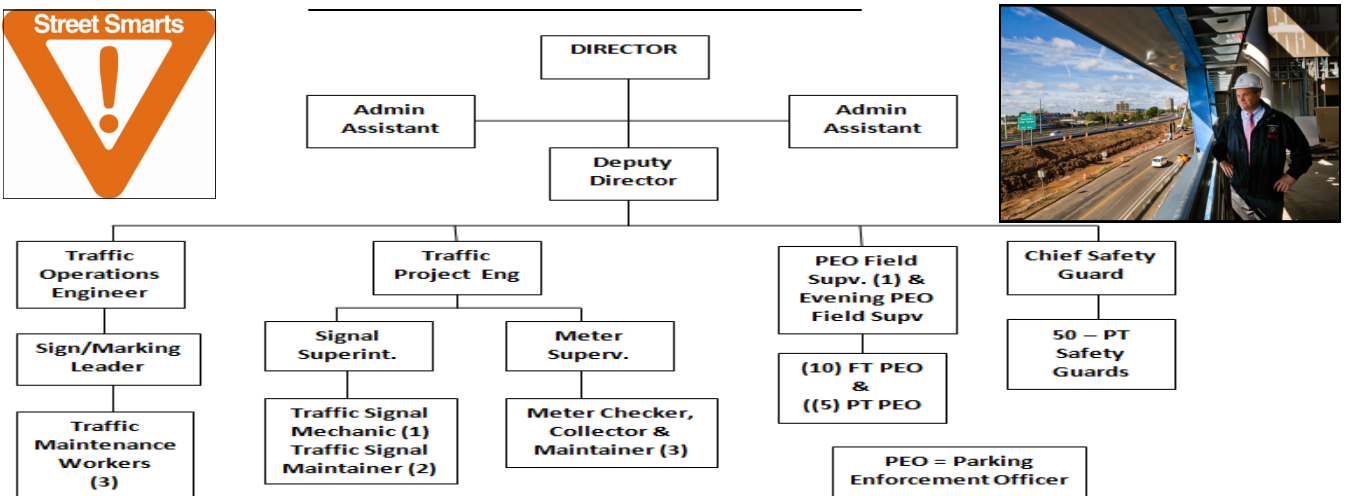 Street Smarts
DIRECTOR
Admin
Assistant
Admin
Assistant
Deputy
Director
Traffic
Operations
Engineer
Traffic
Project Eng
PEO Field
Supv. (1) &
Evening PEO
Field Supv
Chief Safety
Guard
Sign/Marking
Leader
Signal
Superint.
Meter
Superv.
(10) FT PEO
&
((5) PT PEO
50 – PT
Safety
Guards
Traffic
Maintenance
Workers
(3)
Traffic Signal
Mechanic (1)
Traffic Signal
Maintainer (2)
Meter Checker,
Collector &
Maintainer (3)
PEO = Parking
Enforcement Officer